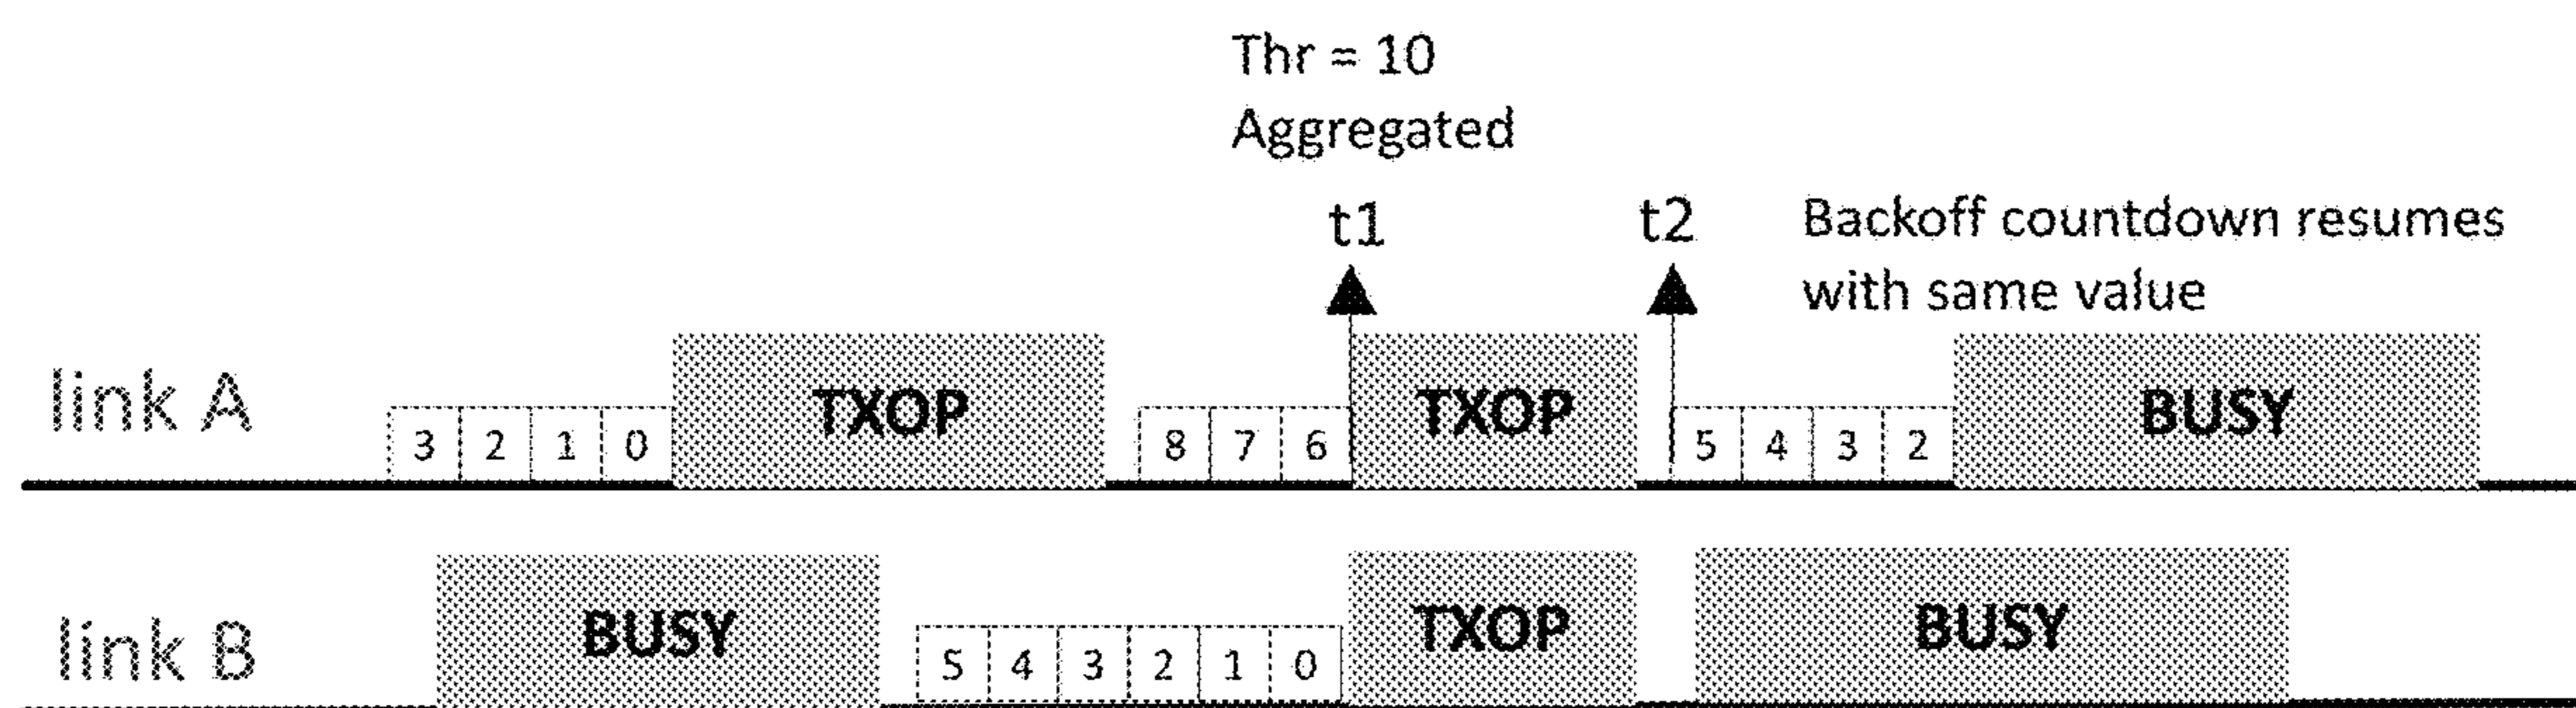 Thr = 10
Aggregated
t1
t2
Backoff countdown resumes
with same value
link A
3 2 1 0
TXOP
8 7 6
TXOP
5 4 3 2
BUSY
link B
BUSY
5 4 3 2 1 0
TXOP
BUSY